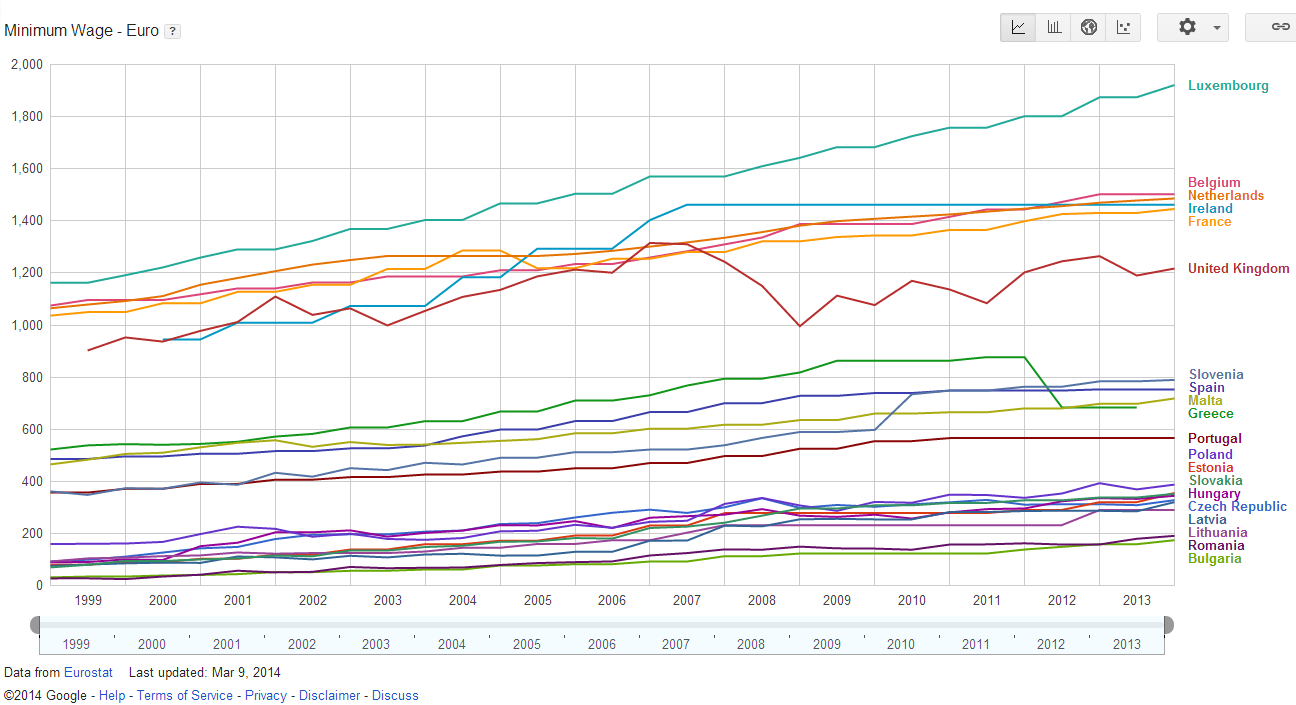 Minimum Wage - Euro ?
2,000
1,800
1,600
1,400
1,200
1,000
800
600
400
200
0
Luxembourg
Belgium
Netherlands
Ireland
France
United Kingdom
Slovenia
Spain
Malta
Greece
Portugal
Poland
Estonia
Slovakia
Hungary
Czech Republic
Latvia
Lithuania
Romania
Bulgaria
1999 2000 2001 2002 2003 2004 2005 2006 2007 2008 2009 2010 2011 2012 2013
1999 2000 2001 2002 2003 2004 2005 2006 2007 2008 2009 2010 2011 2012 2013
Data from Eurostat Last updated: Mar 9, 2014
©2014 Google - Help - Terms of Service - Privacy - Disclaimer - Discuss